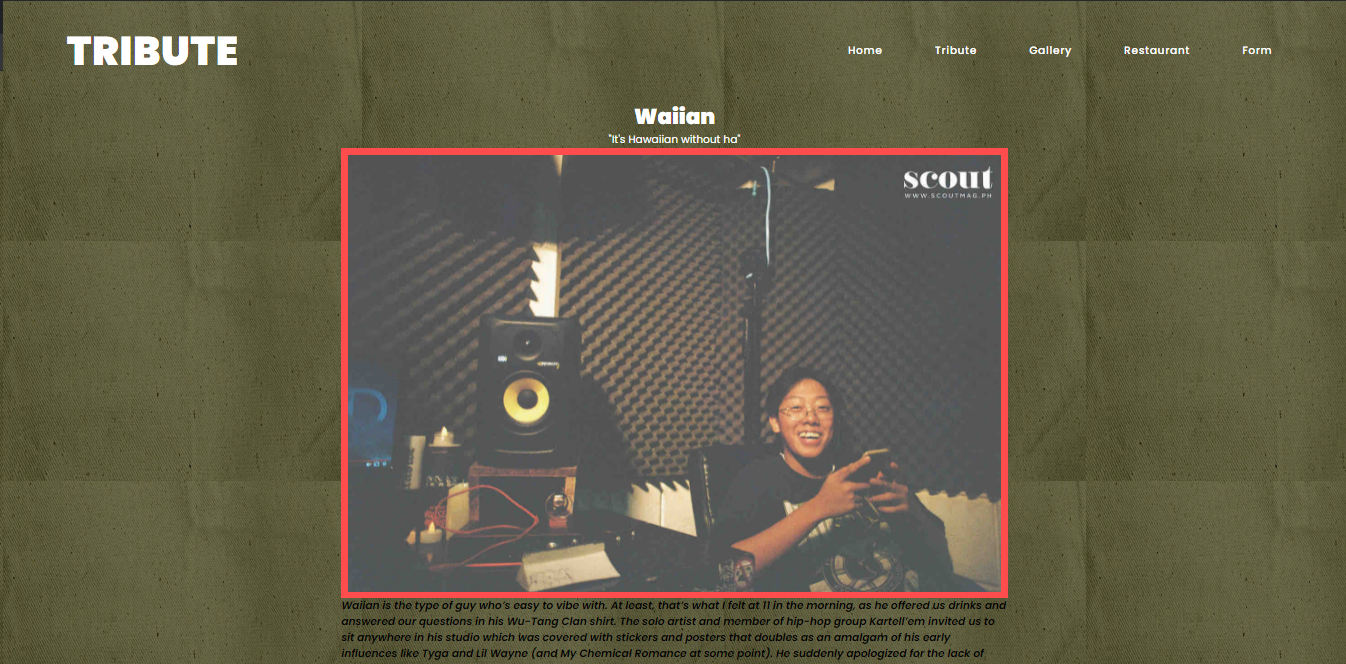 TRIBUTE
Home Tribute Gallery Restaurant Form
Waiian
"It's Hawaiian without ha"
scout
WWW.SCOUTMAG.PH
Waiian is the type of guy who's easy to vibe with. At least, that's what I felt at 11 in the morning, as he offered us drinks and
answered our questions in his Wu-Tang Clan shirt. The solo artist and member of hip-hop group Kartell'em invited us to
sit anywhere in his studio which was covered with stickers and posters that doubles as an amalgam of his early
influences like Tyga and Lil Wayne (and My Chemical Romance at some point). He suddenly apologized for the lack of